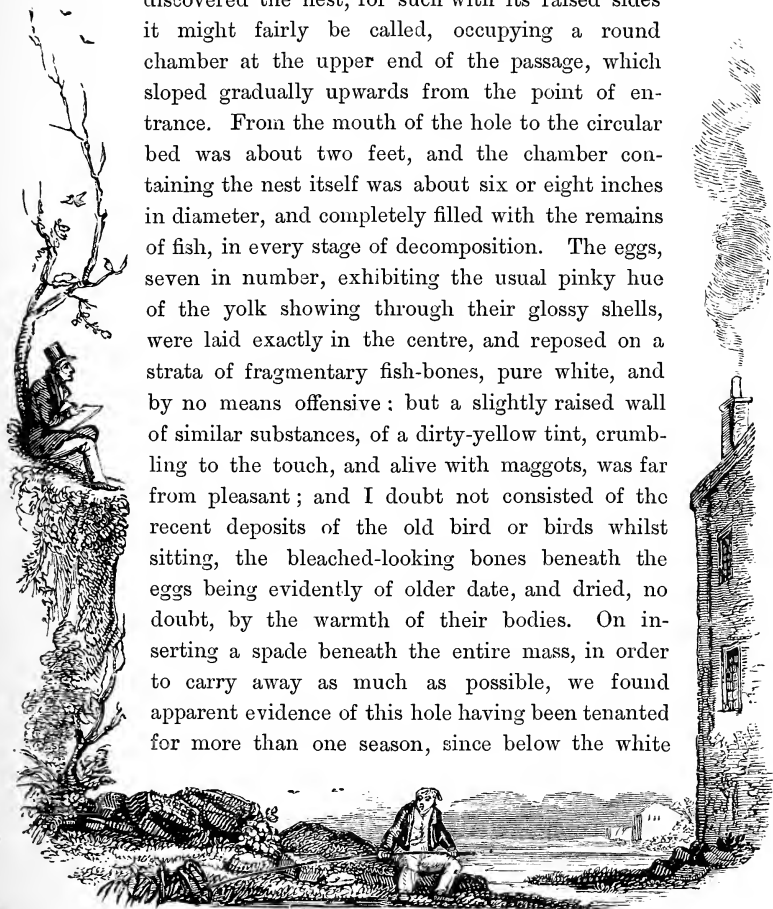 discovered the nest, for such with its raised sides
it might fairly be called, occupying a round
chamber at the upper end of the passage, which
sloped gradually upwards from the point of en-
trance. From the mouth of the hole to the circular
bed was about two feet, and the chamber con-
taining the nest itself was about six or eight inches
in diameter, and completely filled with the remains
of fish, in every stage of decomposition. The eggs,
seven in number, exhibiting the usual pinky hue
of the yolk showing through their glossy shells,
were laid exactly in the centre, and reposed on a
strata of fragmentary fish-bones, pure white, and
by no means offensive : but a slightly raised wall
of similar substances, of a dirty-yellow tint, crumb-
ling to the touch, and alive with maggots, was far
from pleasant ; and I doubt not consisted of the
recent deposits of the old bird or birds whilst
sitting, the bleached-looking bones beneath the
eggs being evidently of older date, and dried, no
doubt, by the warmth of their bodies. On in-
serting a spade beneath the entire mass, in order
to carry away as much as possible, we found
apparent evidence of this hole having been tenanted
for more than one season, since below the white